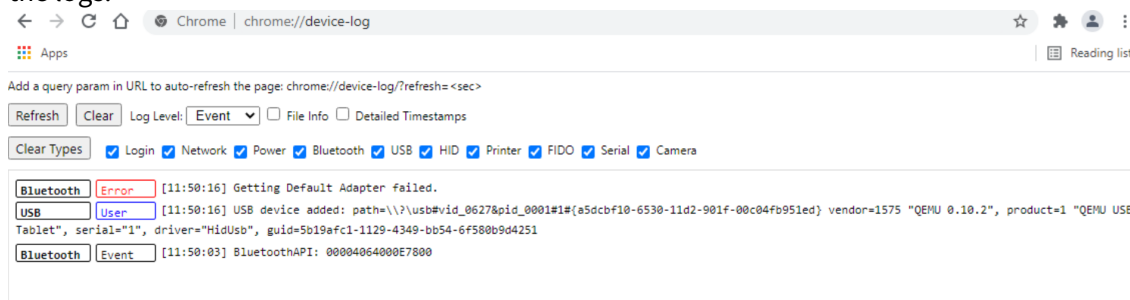 the logs.
Chrome | chrome://device-log
Apps
Reading list
Add a query param in URL to auto-refresh the page: chrome://device-log/?refresh=<sec>
Refresh Clear Log Level: Event File Info Detailed Timestamps
Clear Types Login Network Power Bluetooth USB HID Printer FIDO Serial Camera
Bluetooth Error [11:50:16] Getting Default Adapter failed.
USB User [11:50:16] USB device added: path=\\?\usb#vid_0627&pid_0001#1#{a5dcbf10-6530-11d2-901f-00c04fb951ed} vendor=1575 "QEMU 0.10.2", product=1 "QEMU USB
Tablet", serial="1", driver="HidUsb", guid=5b19afc1-1129-4349-bb54-6f580b9d4251
Bluetooth Event [11:50:03] BluetoothAPI: 00004064000E7800